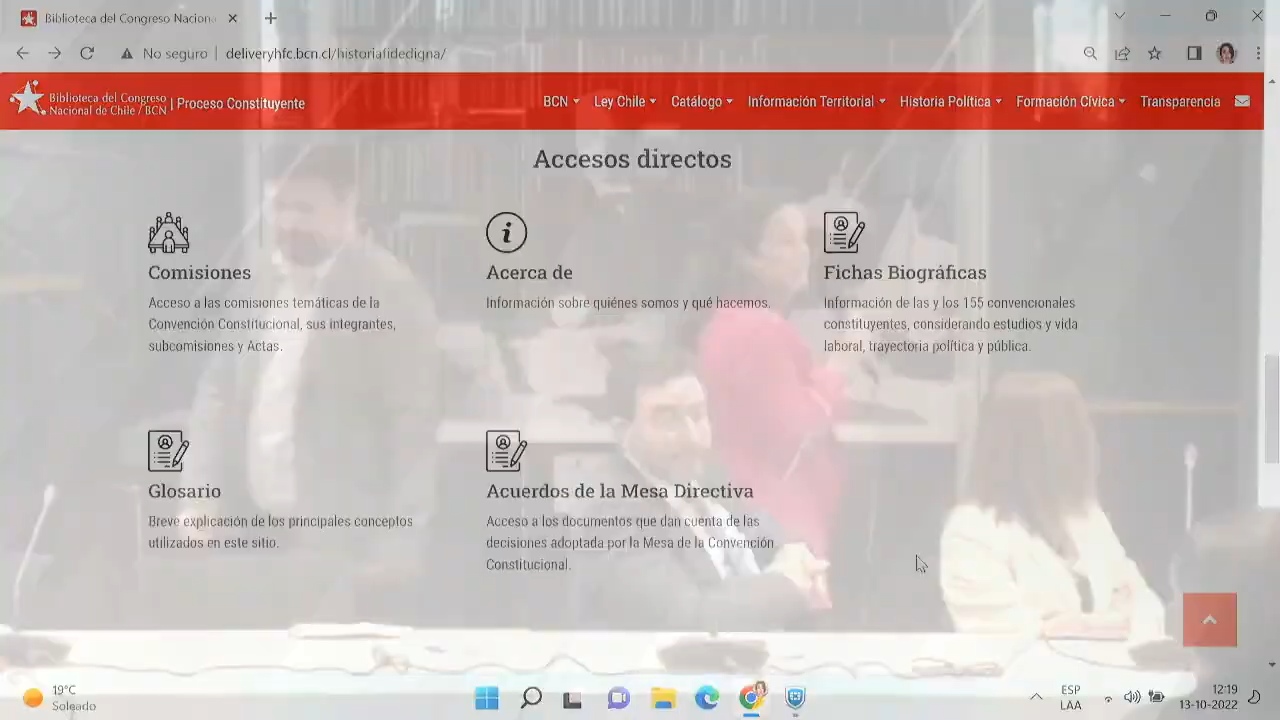 Biblioteca del Congreso Naciona
No seguro | deliveryhfc.bcn.cl/historiafidedigna/
Biblioteca del Congreso
Nacional de Chile / BCN
| Proceso Constituyente
BCN
Ley Chile
Catálogo
Información Territorial
Historia Política
Formación Cívica
Transparencia
Accesos directos
Comisiones
Acceso a las comisiones temáticas de la
Convención Constitucional, sus integrantes,
subcomisiones y Actas.
Acerca de
Información sobre quiénes somos y qué hacemos.
Fichas Biográficas
Información de las y los 155 convencionales
constituyentes, considerando estudios y vida
laboral, trayectoria política y pública.
Glosario
Breve explicación de los principales conceptos
utilizados en este sitio.
Acuerdos de la Mesa Directiva
Acceso a los documentos que dan cuenta de las
decisiones adoptada por la Mesa de la Convención
Constitucional.
19°C
Soleado
ESP
LAA
12:19
13-10-2022